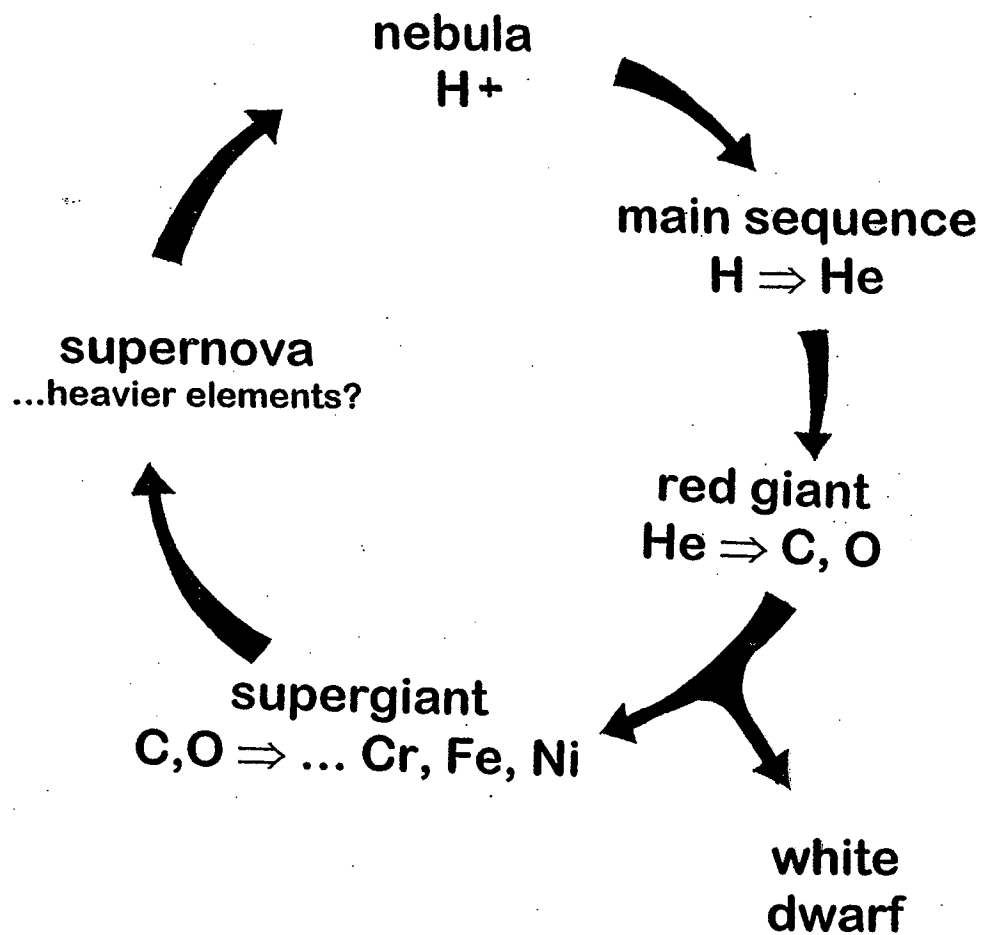 nebula
H+
main sequence
H ⇒ He
red giant
He ⇒ C, O
white
dwarf
supergiant
C,O ⇒ ... Cr, Fe, Ni
supernova
...heavier elements?